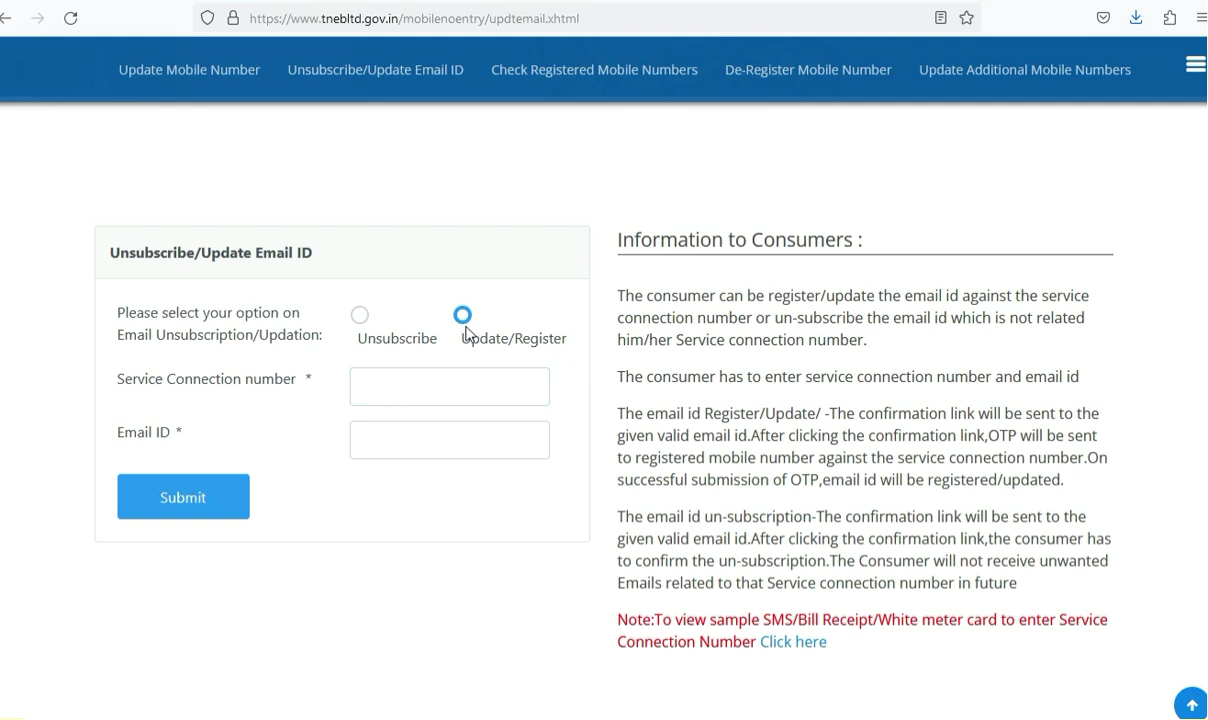 https://www.tnebltd.gov.in/mobilenoentry/updtemail.xhtml
Update Mobile Number Unsubscribe/Update Email ID Check Registered Mobile Numbers De-Register Mobile Number Update Additional Mobile Numbers
Unsubscribe/Update Email ID
Please select your option on
Email Unsubscription/Updation:
Unsubscribe Update/Register
Service Connection number *
Email ID *
Submit
Information to Consumers :
The consumer can be register/update the email id against the service
connection number or un-subscribe the email id which is not related
him/her Service connection number.
The consumer has to enter service connection number and email id
The email id Register/Update/ -The confirmation link will be sent to the
given valid email id.After clicking the confirmation link,OTP will be sent
to registered mobile number against the service connection number.On
successful submission of OTP,email id will be registered/updated.
The email id un-subscription-The confirmation link will be sent to the
given valid email id.After clicking the confirmation link,the consumer has
to confirm the un-subscription.The Consumer will not receive unwanted
Emails related to that Service connection number in future
Note:To view sample SMS/Bill Receipt/White meter card to enter Service
Connection Number Click here